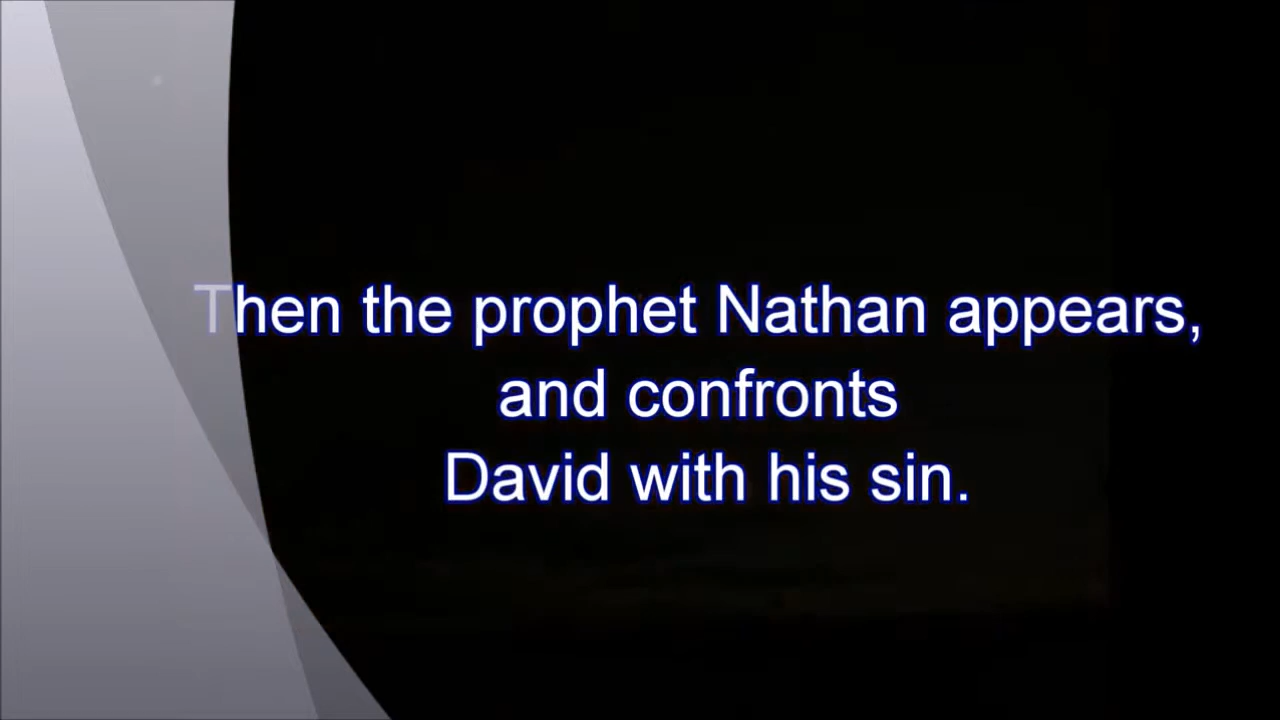 Then the prophet Nathan appears,
and confronts
David with his sin.